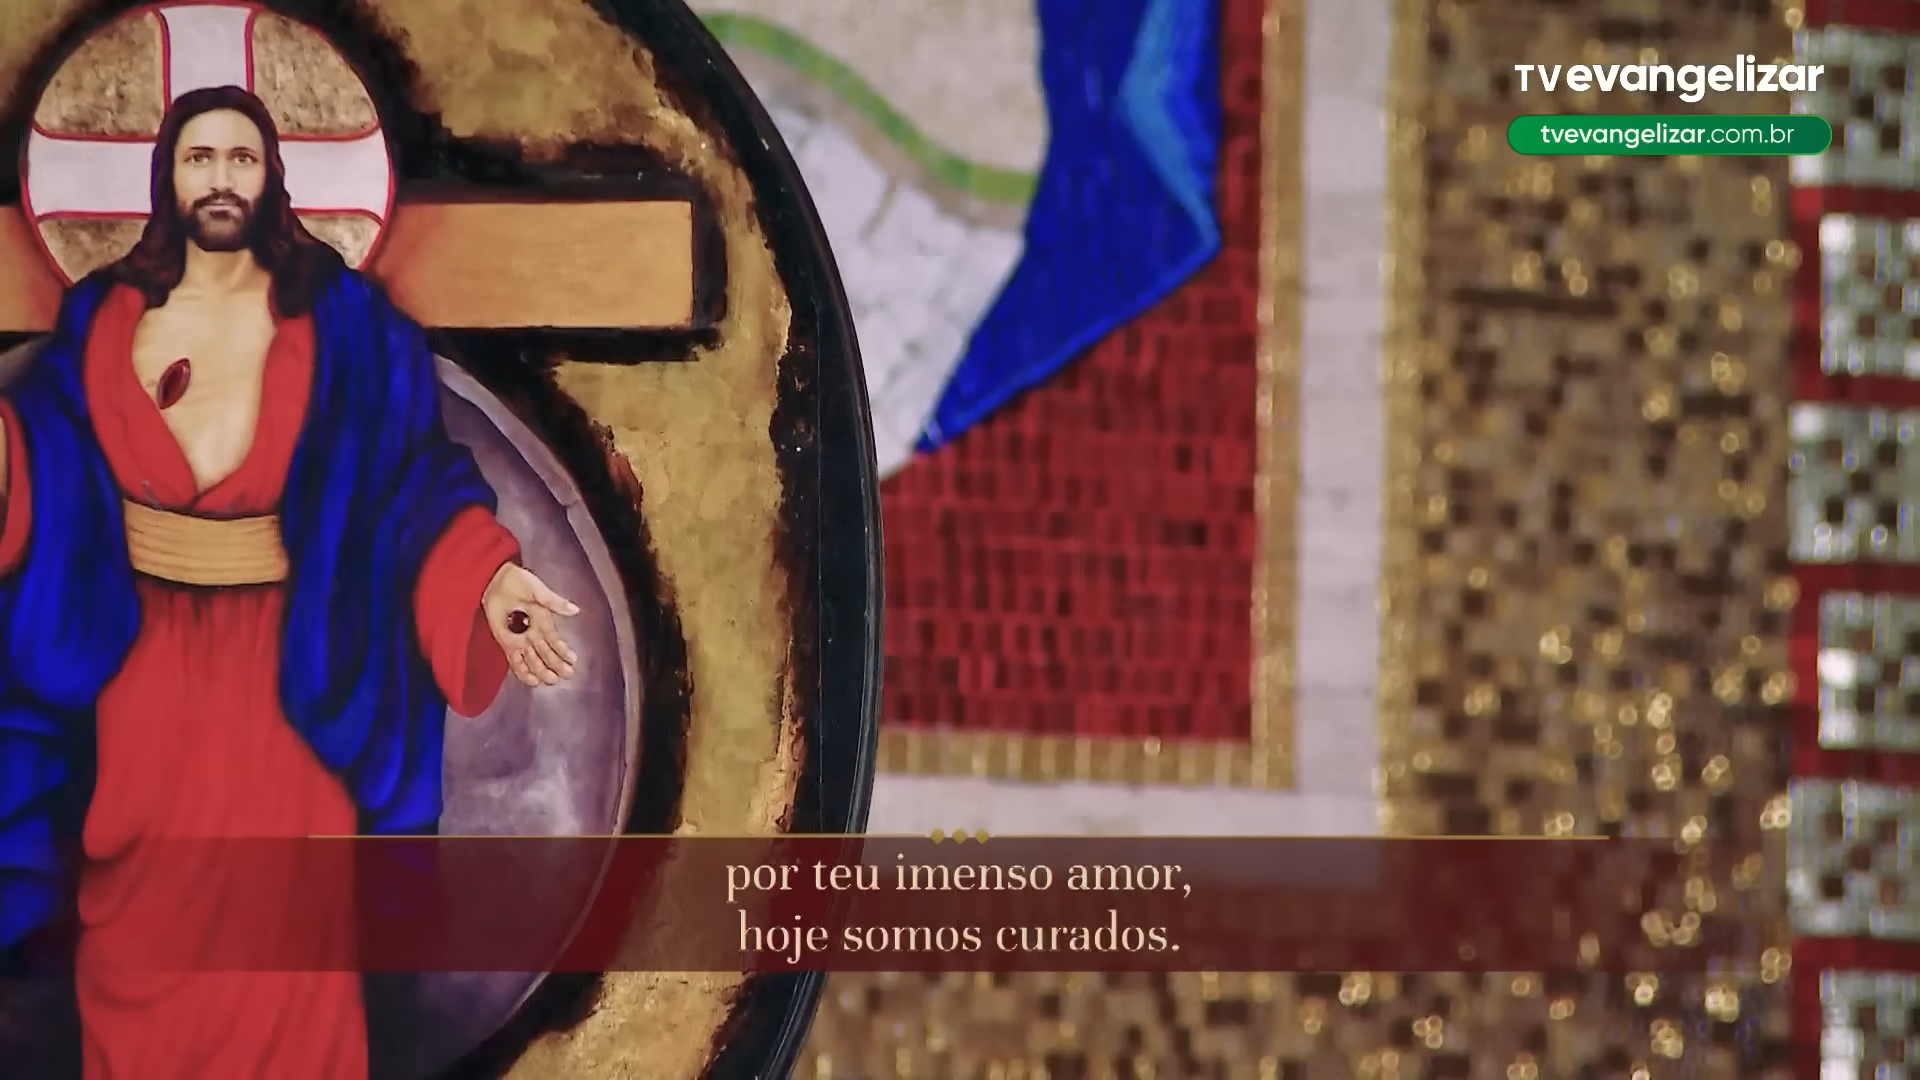 TVevangelizar
tvevangelizar.com.br
por teu imenso amor,
hoje somos curados.